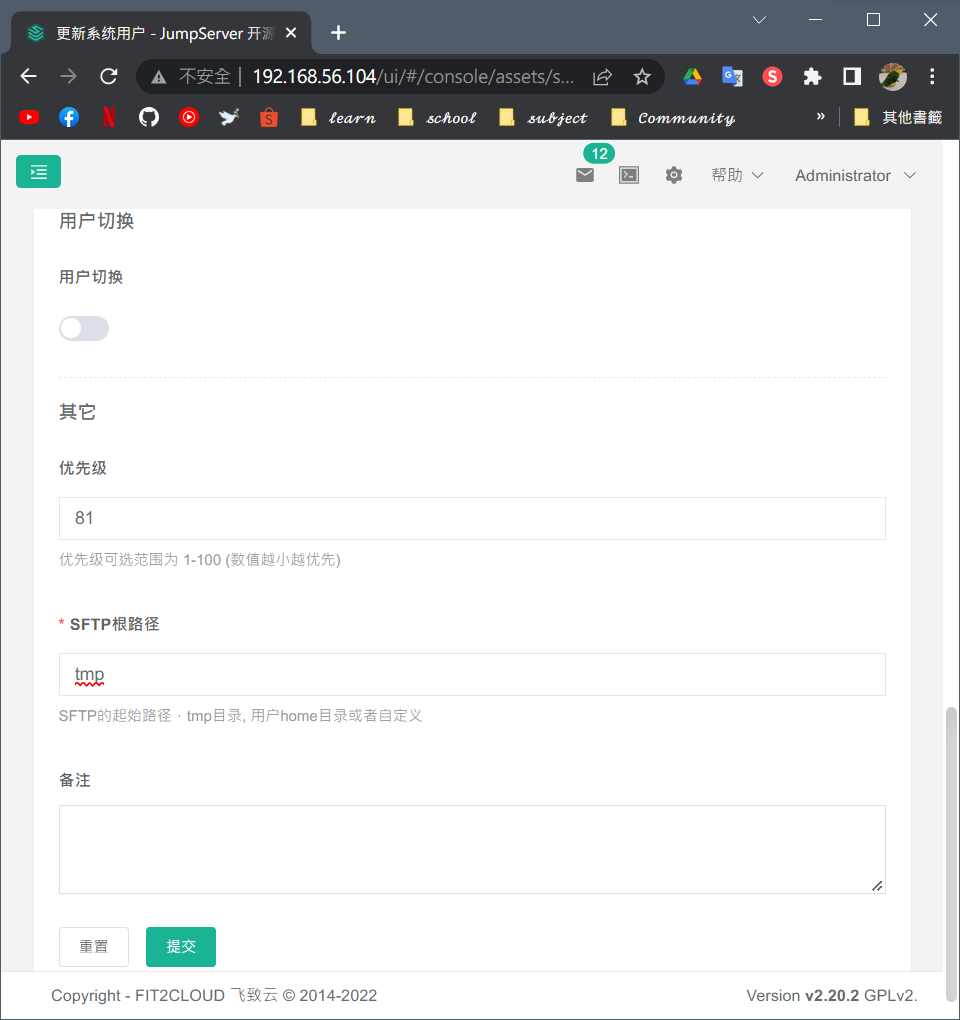 更新系统用户 - JumpServer 开源
不安全 | 192.168.56.104/ui/#/console/assets/s...
learn school subject Community » 其他書籤
12
帮助 Administrator
用户切换
用户切换
其它
优先级
81
优先级可选范围为 1-100 (数值越小越优先)
* SFTP根路径
tmp
SFTP的起始路径，tmp目录, 用户home目录或者自定义
备注
重置 提交
Copyright - FIT2CLOUD 飞致云 © 2014-2022
Version v2.20.2 GPLv2.